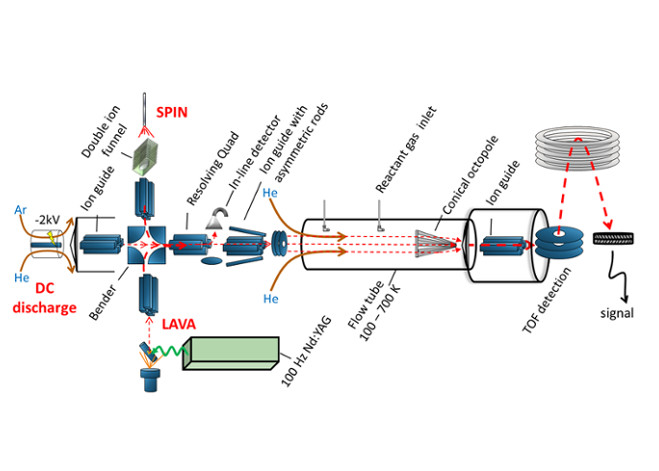 SPIN
Double ion
funnel
Ion guide
Resolving Quad
In-line detector
Ion guide with
asymmetric rods
Reactant gas inlet
Conical octopole
Ion guide
Ar
-2kV
He
He
DC
discharge
Bender
He
Flow tube
100 – 700 K
TOF detection
signal
LAVA
100 Hz Nd:YAG